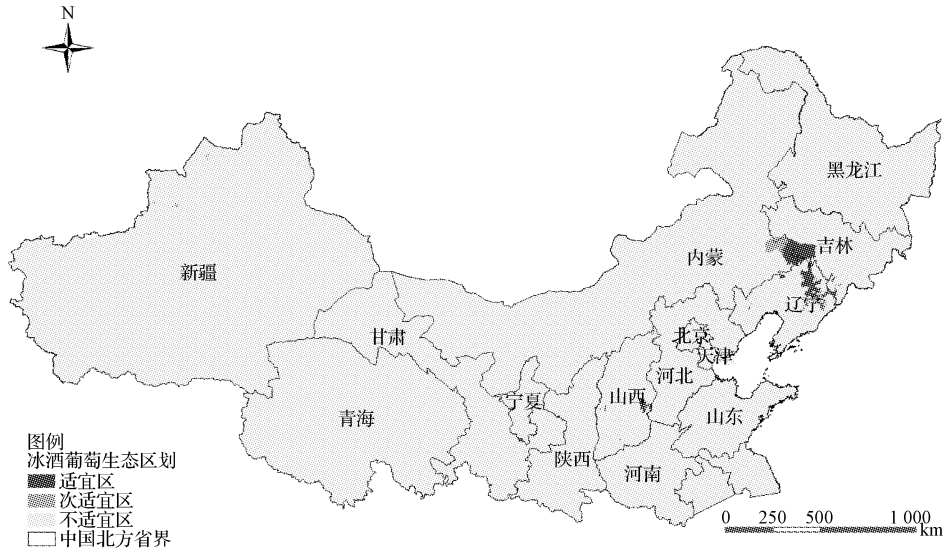 N
黑龙江
吉林
内蒙
新疆
辽宁
甘肃
北京
天津
河北
宁夏
山西
青海
山东
陕西
河南
图例
冰酒葡萄生态区划
适宜区
次适宜区
不适宜区
中国北方省界
0 250 500 1 000
km